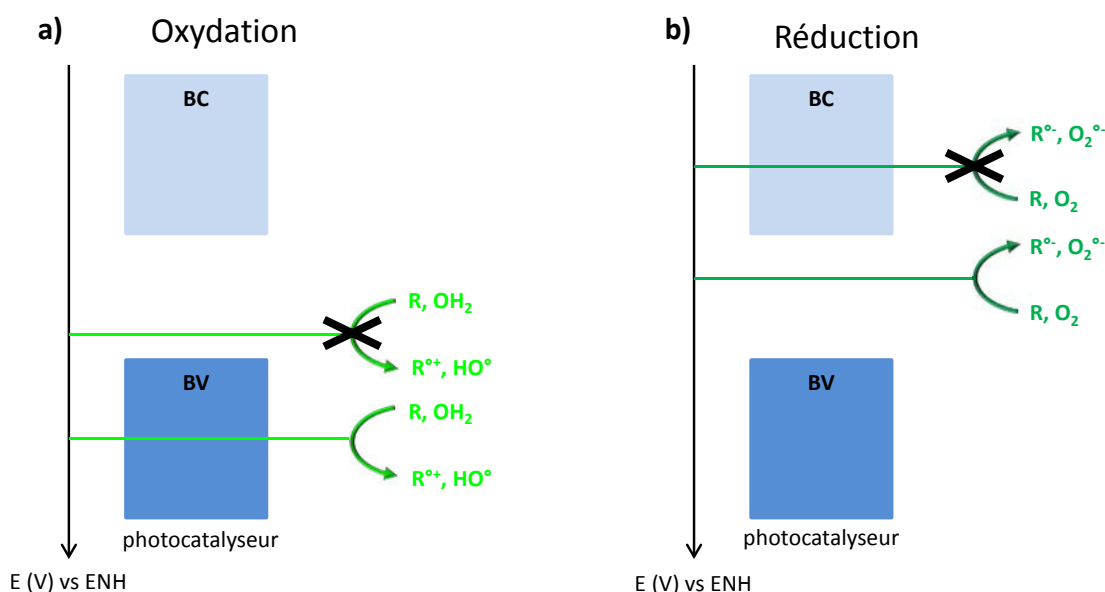 a)
Oxydation
BC
R, OH₂
R°⁺, HO°
BV
R, OH₂
R°⁺, HO°
photocatalyseur
E (V) vs ENH
b)
Réduction
BC
R°⁻, O₂°⁻
R, O₂
R°⁻, O₂°⁻
R, O₂
BV
photocatalyseur
E (V) vs ENH